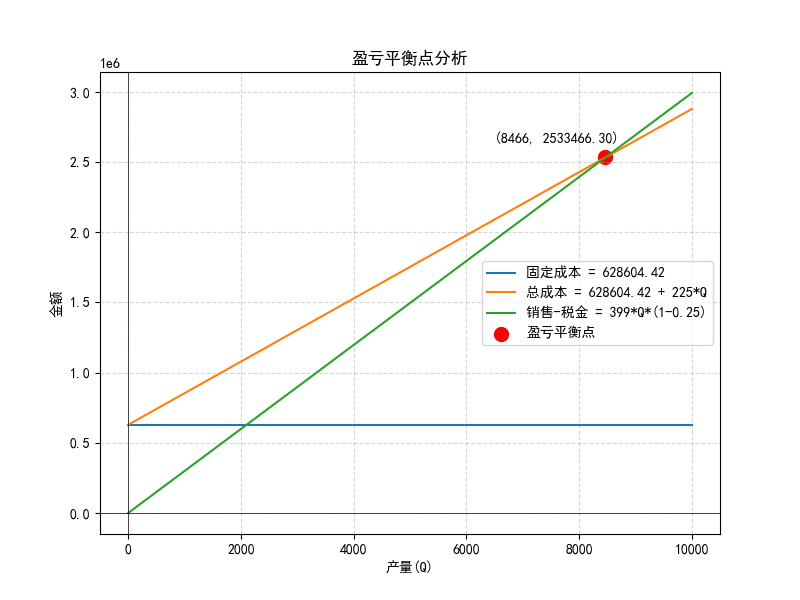 盈亏平衡点分析
1e6
3.0
2.5
2.0
1.5
1.0
0.5
0.0
金额
(8466, 2533466.30)
固定成本 = 628604.42
总成本 = 628604.42 + 225*Q
销售-税金 = 399*Q*(1-0.25)
盈亏平衡点
0 2000 4000 6000 8000 10000
产量(Q)